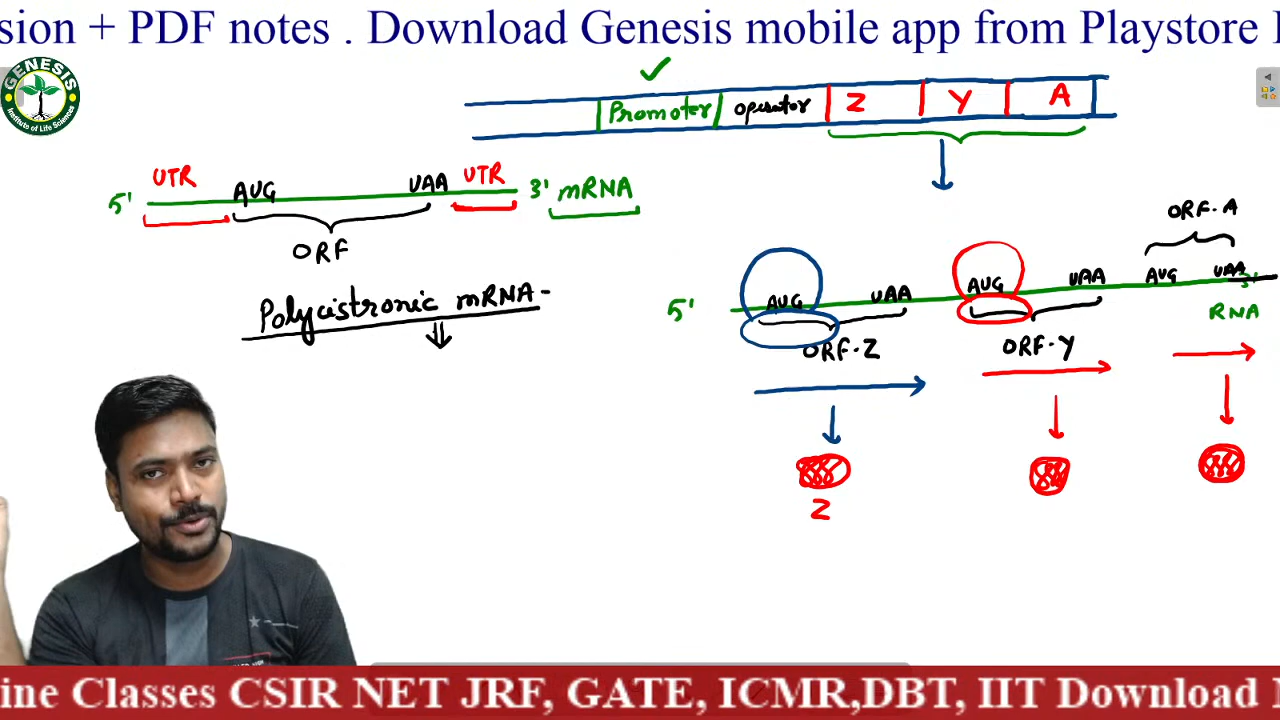 sion + PDF notes . Download Genesis mobile app from Playstore
GENESIS
Institute of Life Sciences
Promoter operator Z Y A
UTR AUG UAA UTR
5' 3' mRNA
ORF
Polycistronic mRNA-
ORF-A
5' AUG UAA AUG UAA AUG UAA 3'
RNA
ORF-Z ORF-Y
Z
ine Classes CSIR NET JRF, GATE, ICMR,DBT, IIT Download